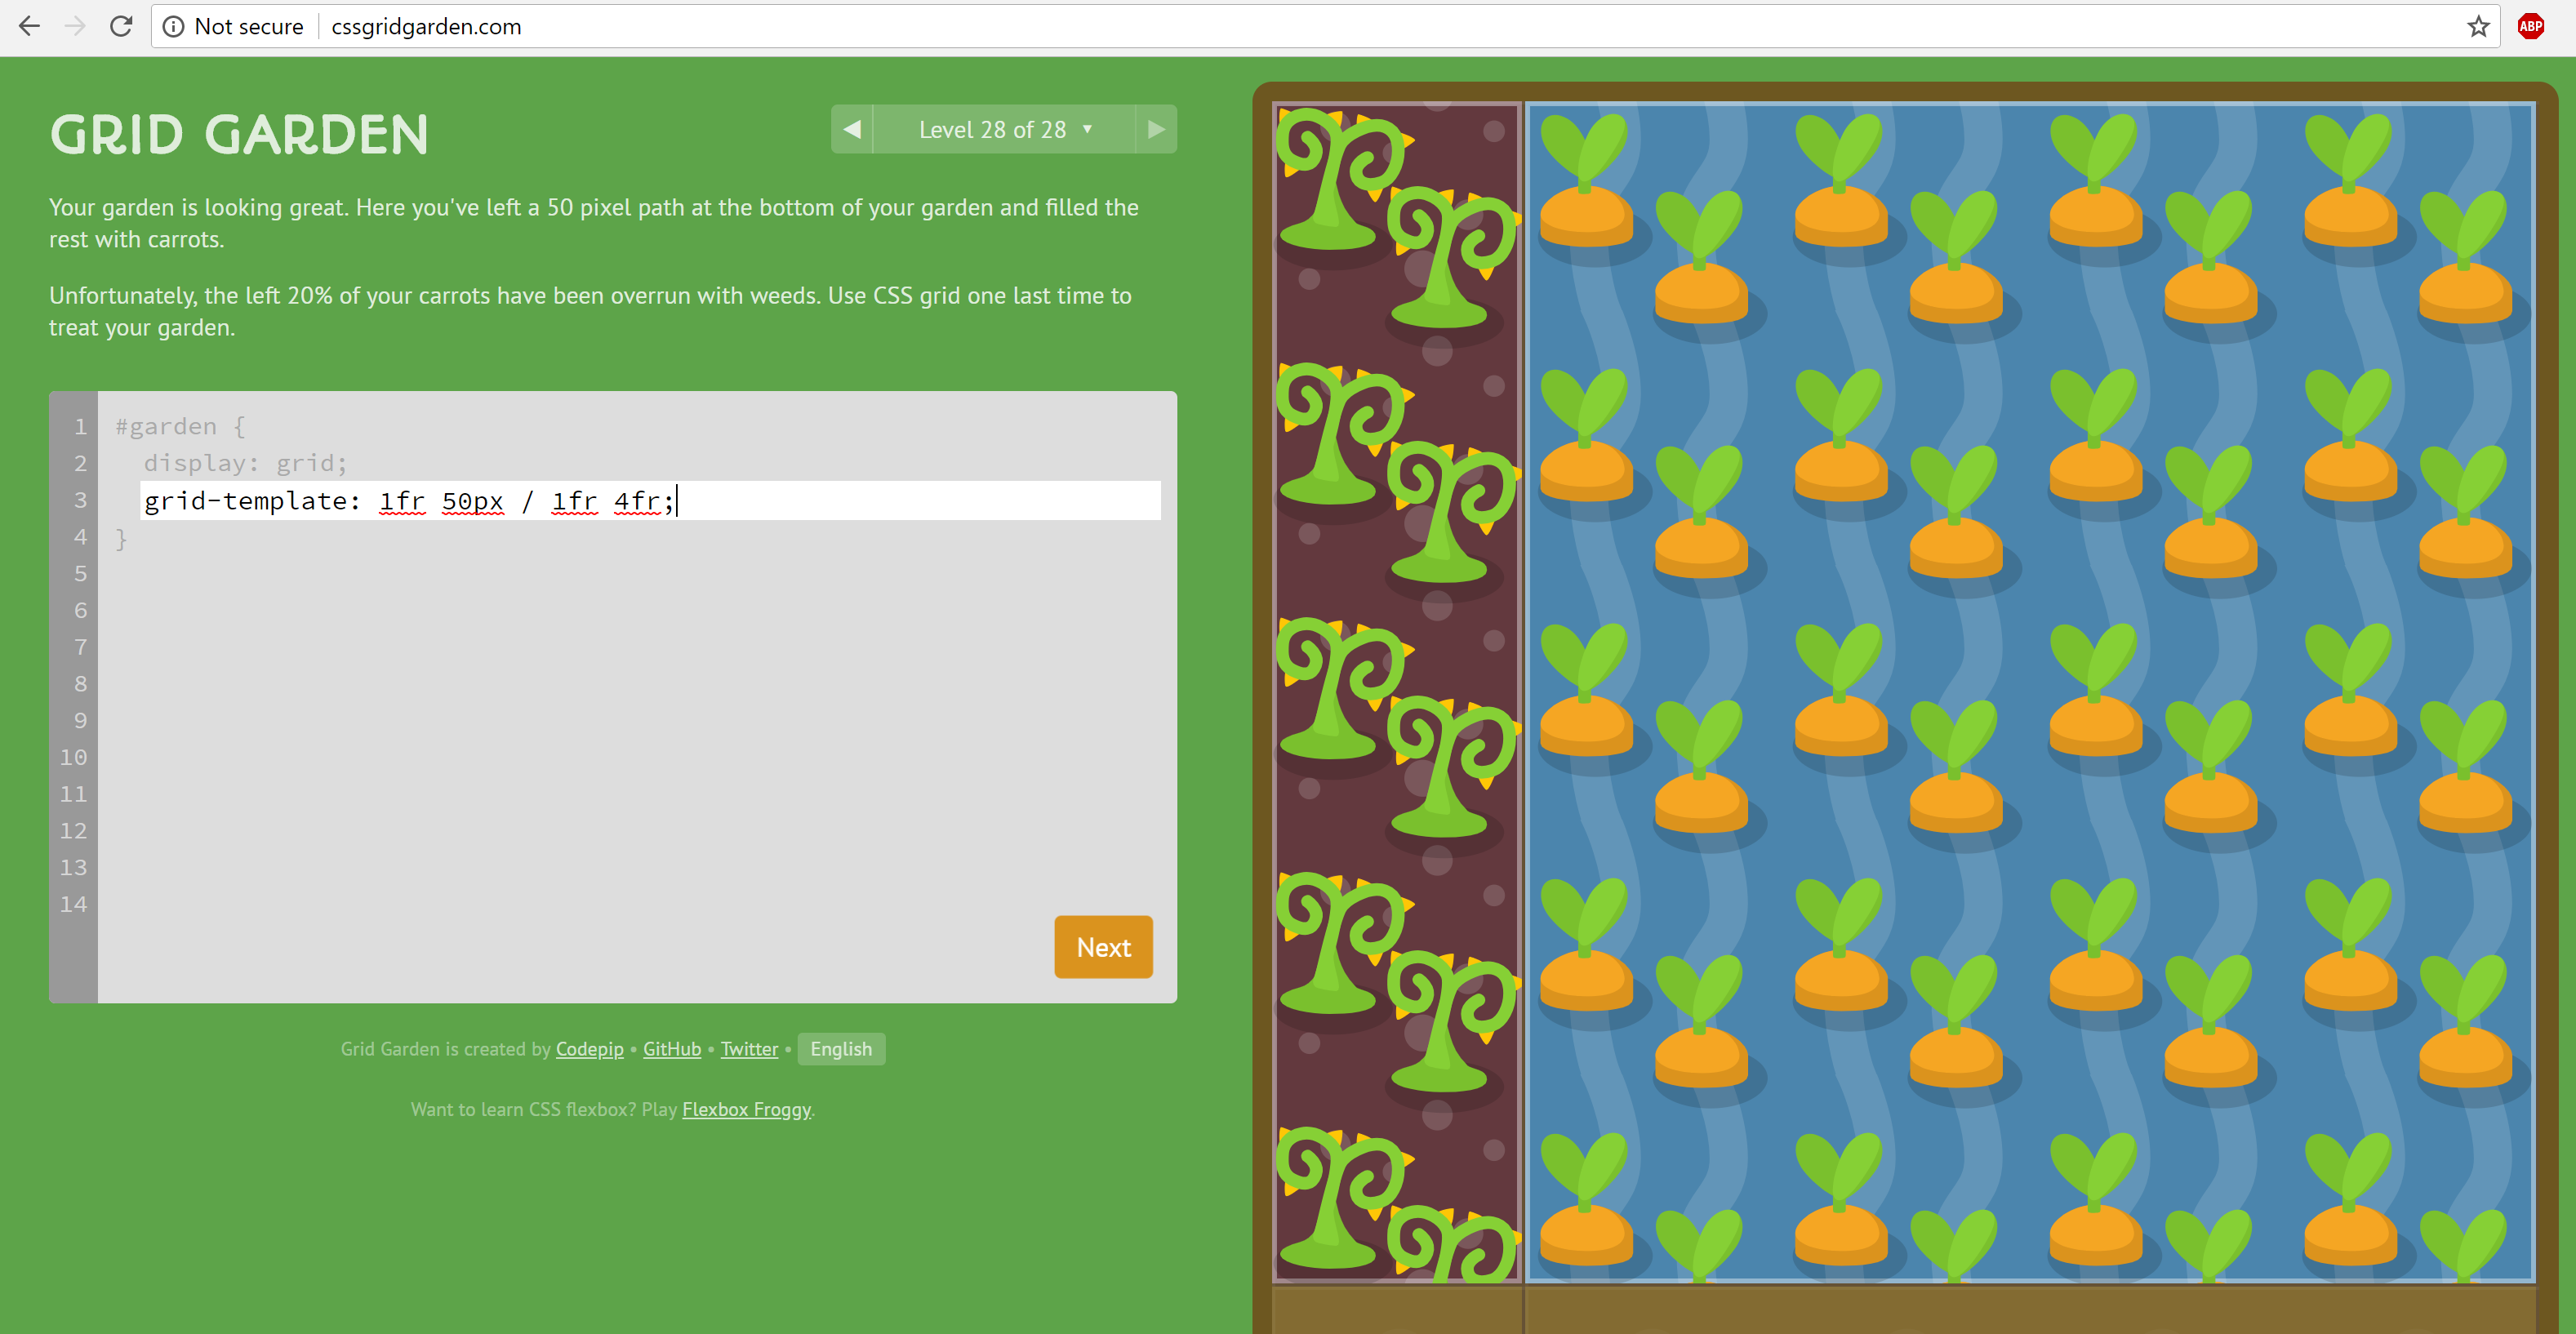 Not secure cssgridgarden.com
ABP
GRID GARDEN
◀ Level 28 of 28 ▼ ▶
Your garden is looking great. Here you've left a 50 pixel path at the bottom of your garden and filled the
rest with carrots.
Unfortunately, the left 20% of your carrots have been overrun with weeds. Use CSS grid one last time to
treat your garden.
1 #garden {
2 display: grid;
3 grid-template: 1fr 50px / 1fr 4fr;
4 }
5
6
7
8
9
10
11
12
13
14
Next
Grid Garden is created by Codepip • GitHub • Twitter • English
Want to learn CSS flexbox? Play Flexbox Froggy.